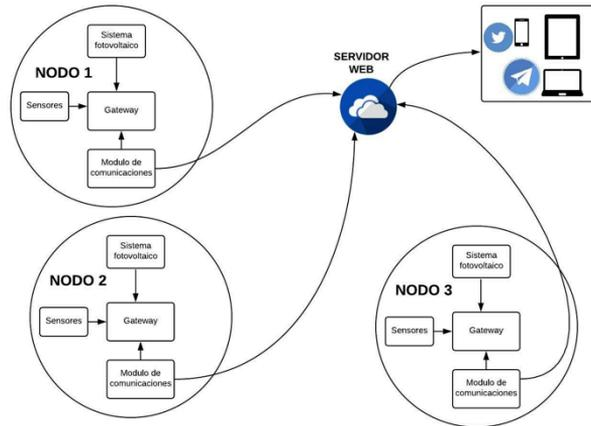 Sistema
fotovoltaico
NODO 1
Sensores
Gateway
Modulo de
comunicaciones
SERVIDOR
WEB
Sistema
fotovoltaico
NODO 2
Sensores
Gateway
Modulo de
comunicaciones
Sistema
fotovoltaico
NODO 3
Sensores
Gateway
Modulo de
comunicaciones